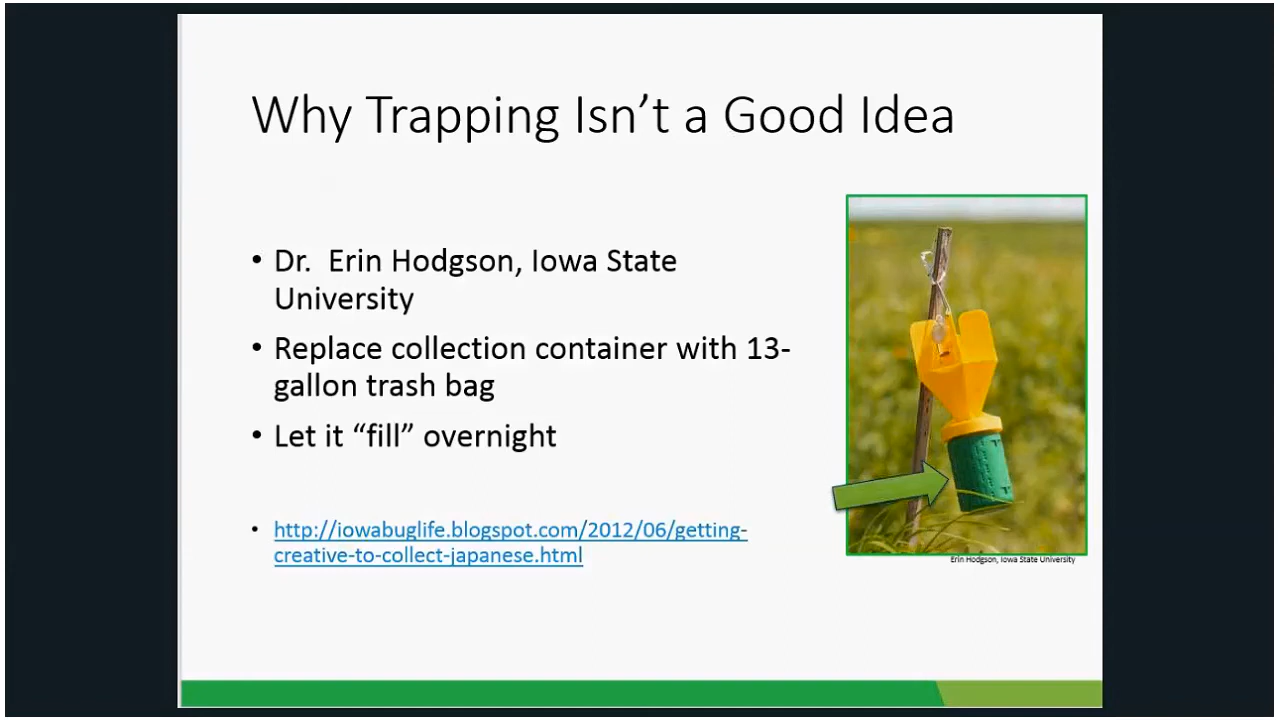 Why Trapping Isn’t a Good Idea
• Dr.  Erin Hodgson, Iowa State
University
• Replace collection container with 13-
gallon trash bag
• Let it “fill” overnight
• http://iowabuglife.blogspot.com/2012/06/getting-
creative-to-collect-japanese.html
Erin Hodgson, Iowa State University